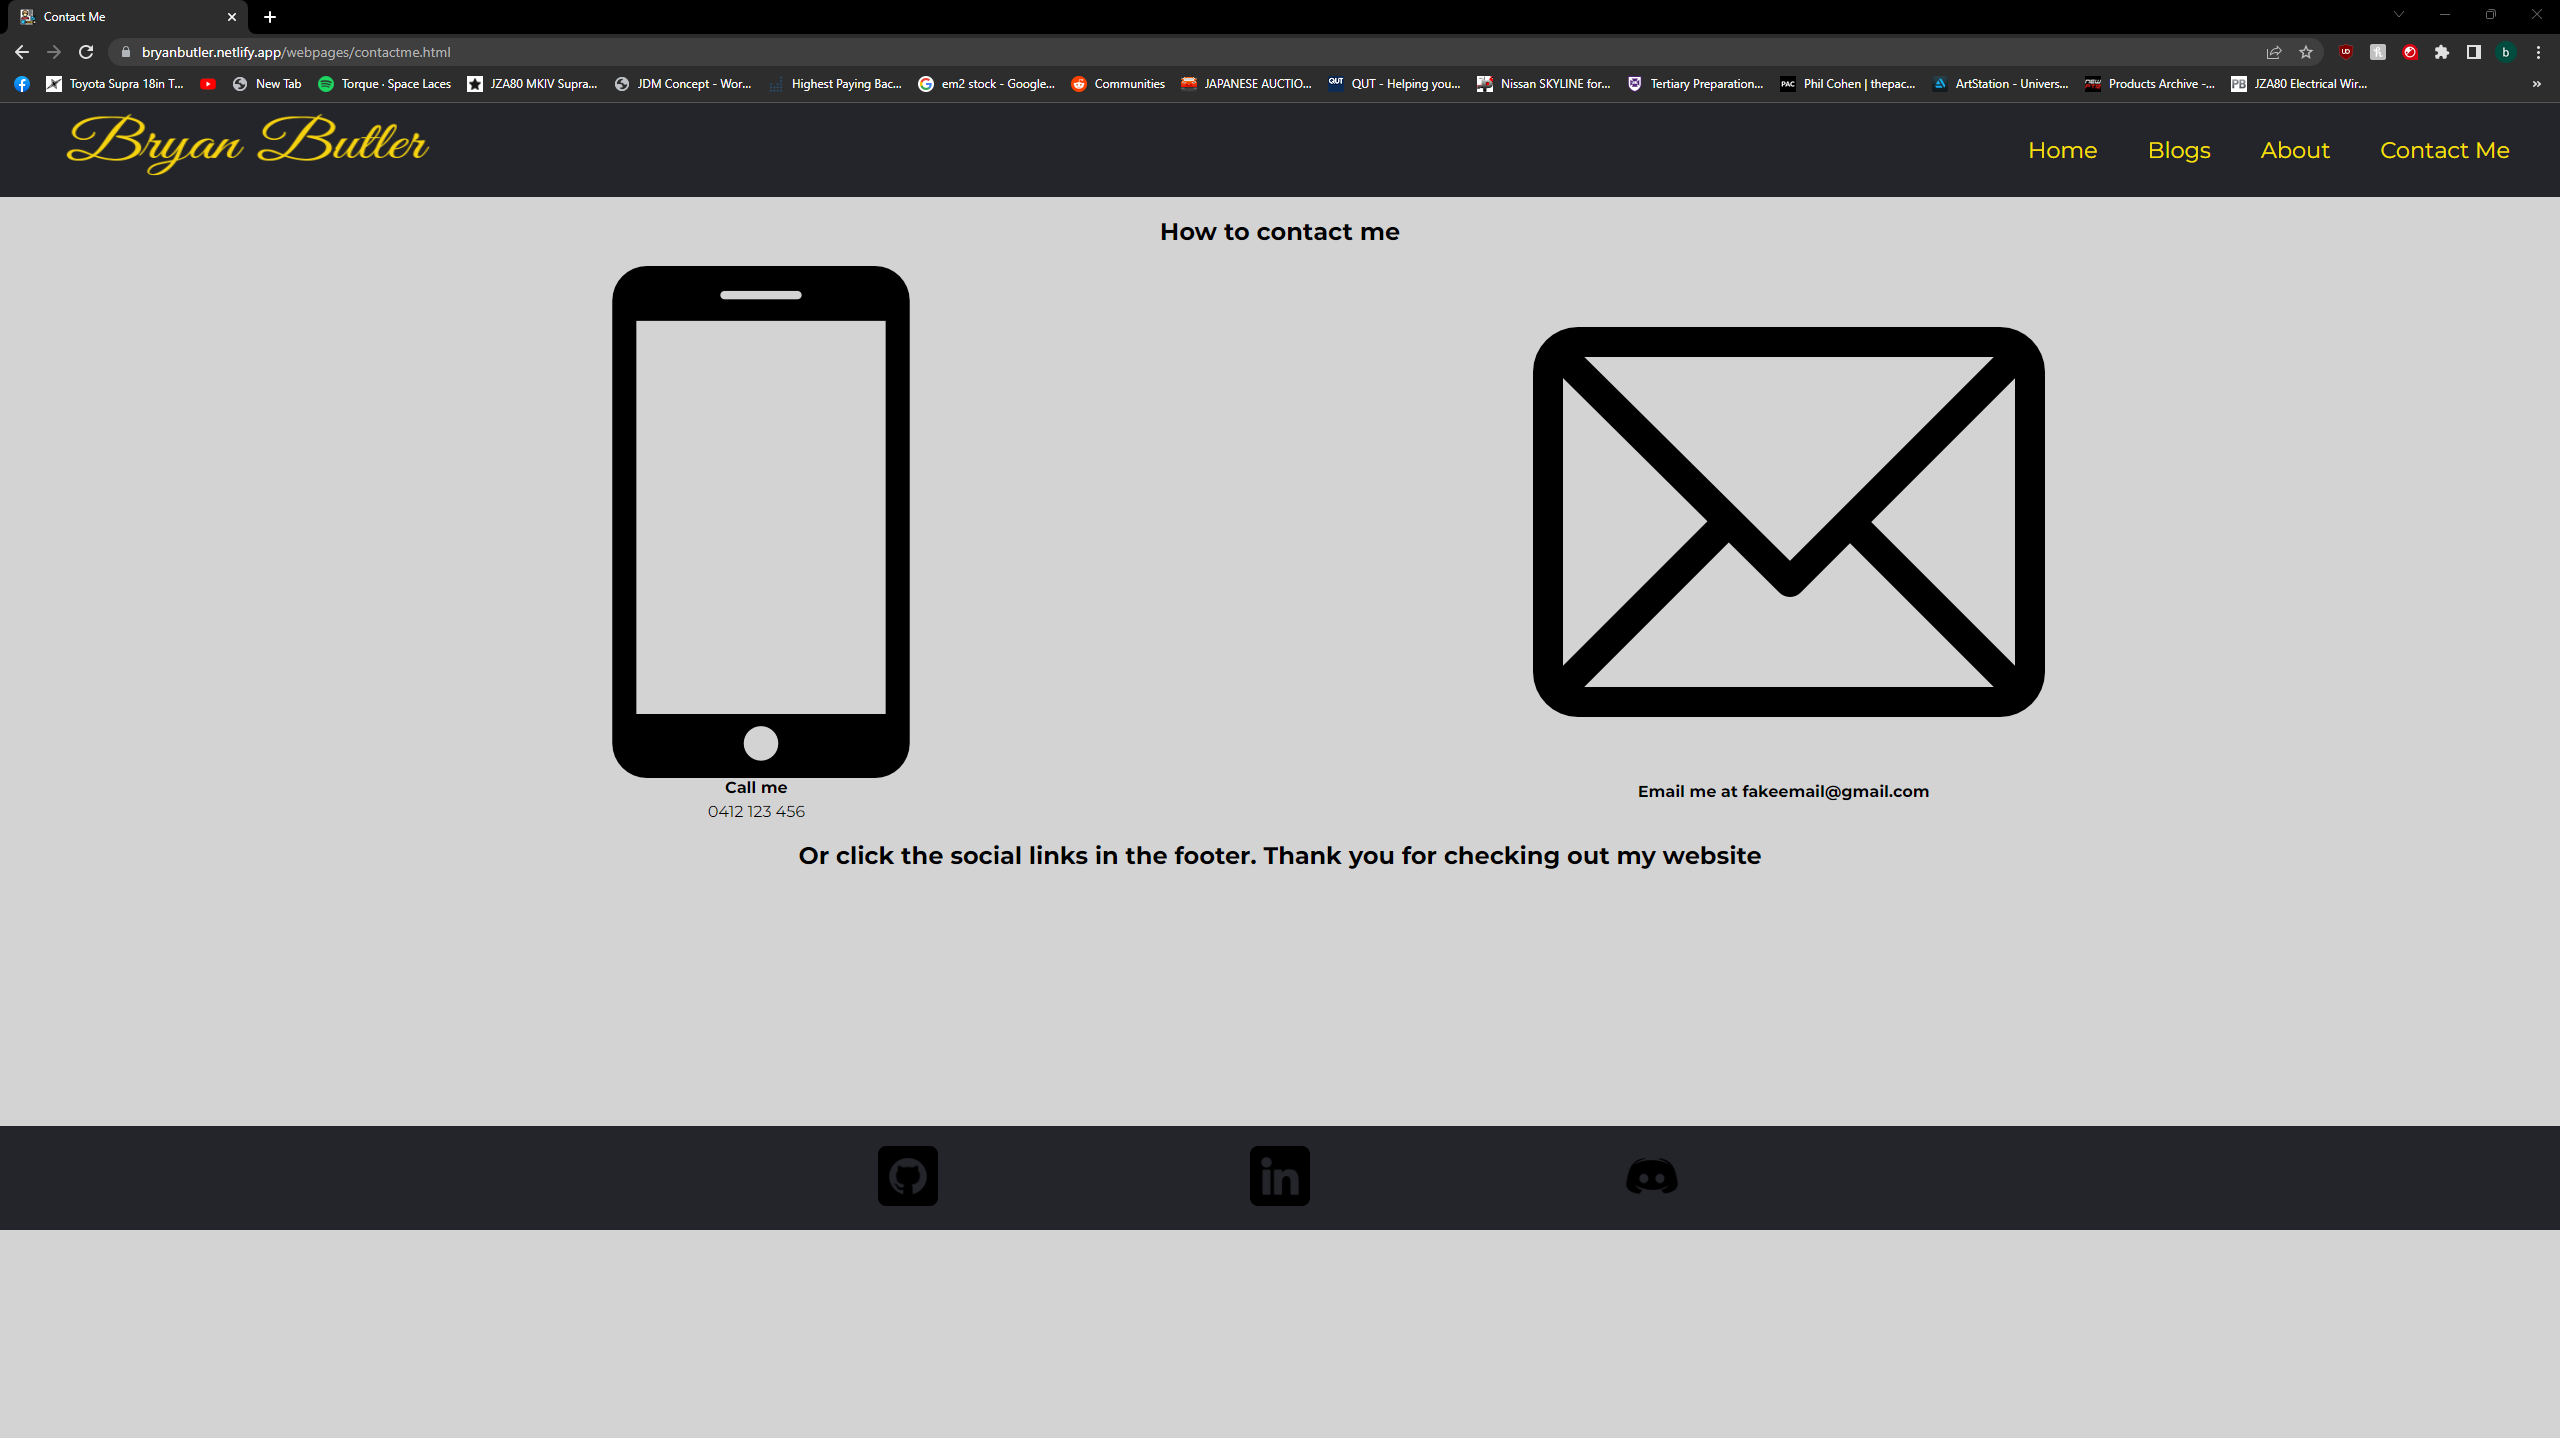 Contact Me
bryanbutler.netlify.app/webpages/contactme.html
Toyota Supra 18in T... New Tab Torque · Space Laces JZA80 MKIV Supra... JDM Concept - Wor... Highest Paying Bac... em2 stock - Google... Communities JAPANESE AUCTIO... QUT QUT - Helping you... Nissan SKYLINE for... Tertiary Preparation... PAC Phil Cohen | thepac... ArtStation - Univers... Products Archive -... PB JZA80 Electrical Wir... »
Bryan Butler
Home Blogs About Contact Me
How to contact me
Call me
0412 123 456
Email me at fakeemail@gmail.com
Or click the social links in the footer. Thank you for checking out my website
in